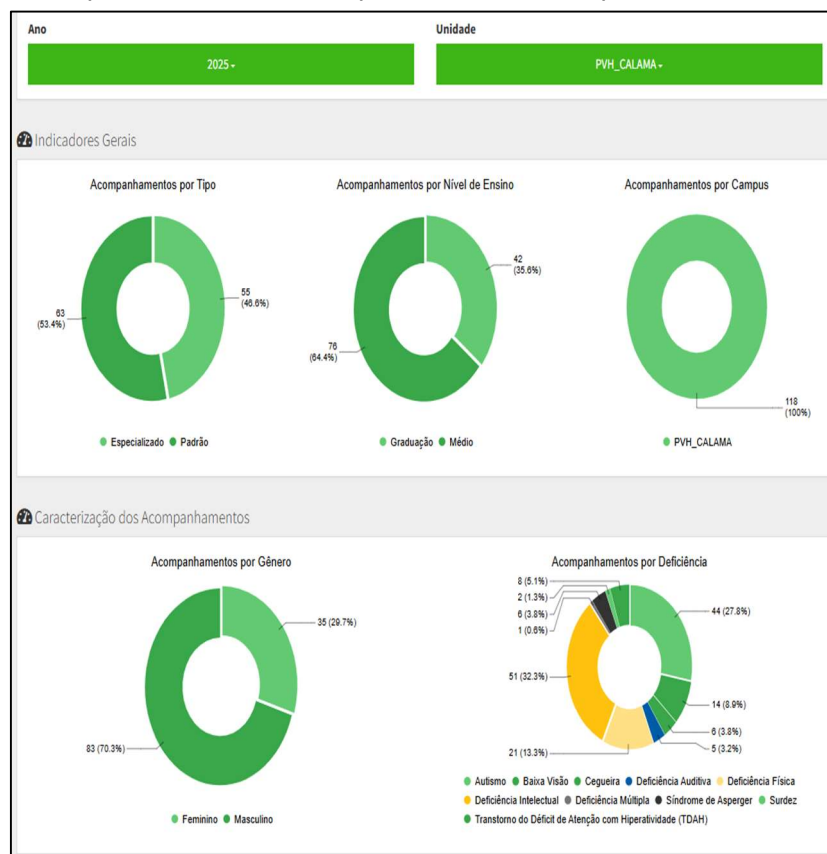 Ano
Unidade
2025
PVH_CALAMA
Indicadores Gerais
Acompanhamentos por Tipo
Acompanhamentos por Nível de Ensino
Acompanhamentos por Campus
55
(46.6%)
63
(53.4%)
Especializado Padrão
42
(35.6%)
76
(64.4%)
Graduação Médio
118
(100%)
PVH_CALAMA
Caracterização dos Acompanhamentos
Acompanhamentos por Gênero
Acompanhamentos por Deficiência
35 (29.7%)
83 (70.3%)
Feminino Masculino
8 (5.1%)
2 (1.3%)
6 (3.8%)
1 (0.6%)
51 (32.3%)
21 (13.3%)
44 (27.8%)
14 (8.9%)
6 (3.8%)
5 (3.2%)
Autismo Baixa Visão Cegueira Deficiência Auditiva Deficiência Física
Deficiência Intelectual Deficiência Múltipla Síndrome de Asperger Surdez
Transtorno do Déficit de Atenção com Hiperatividade (TDAH)